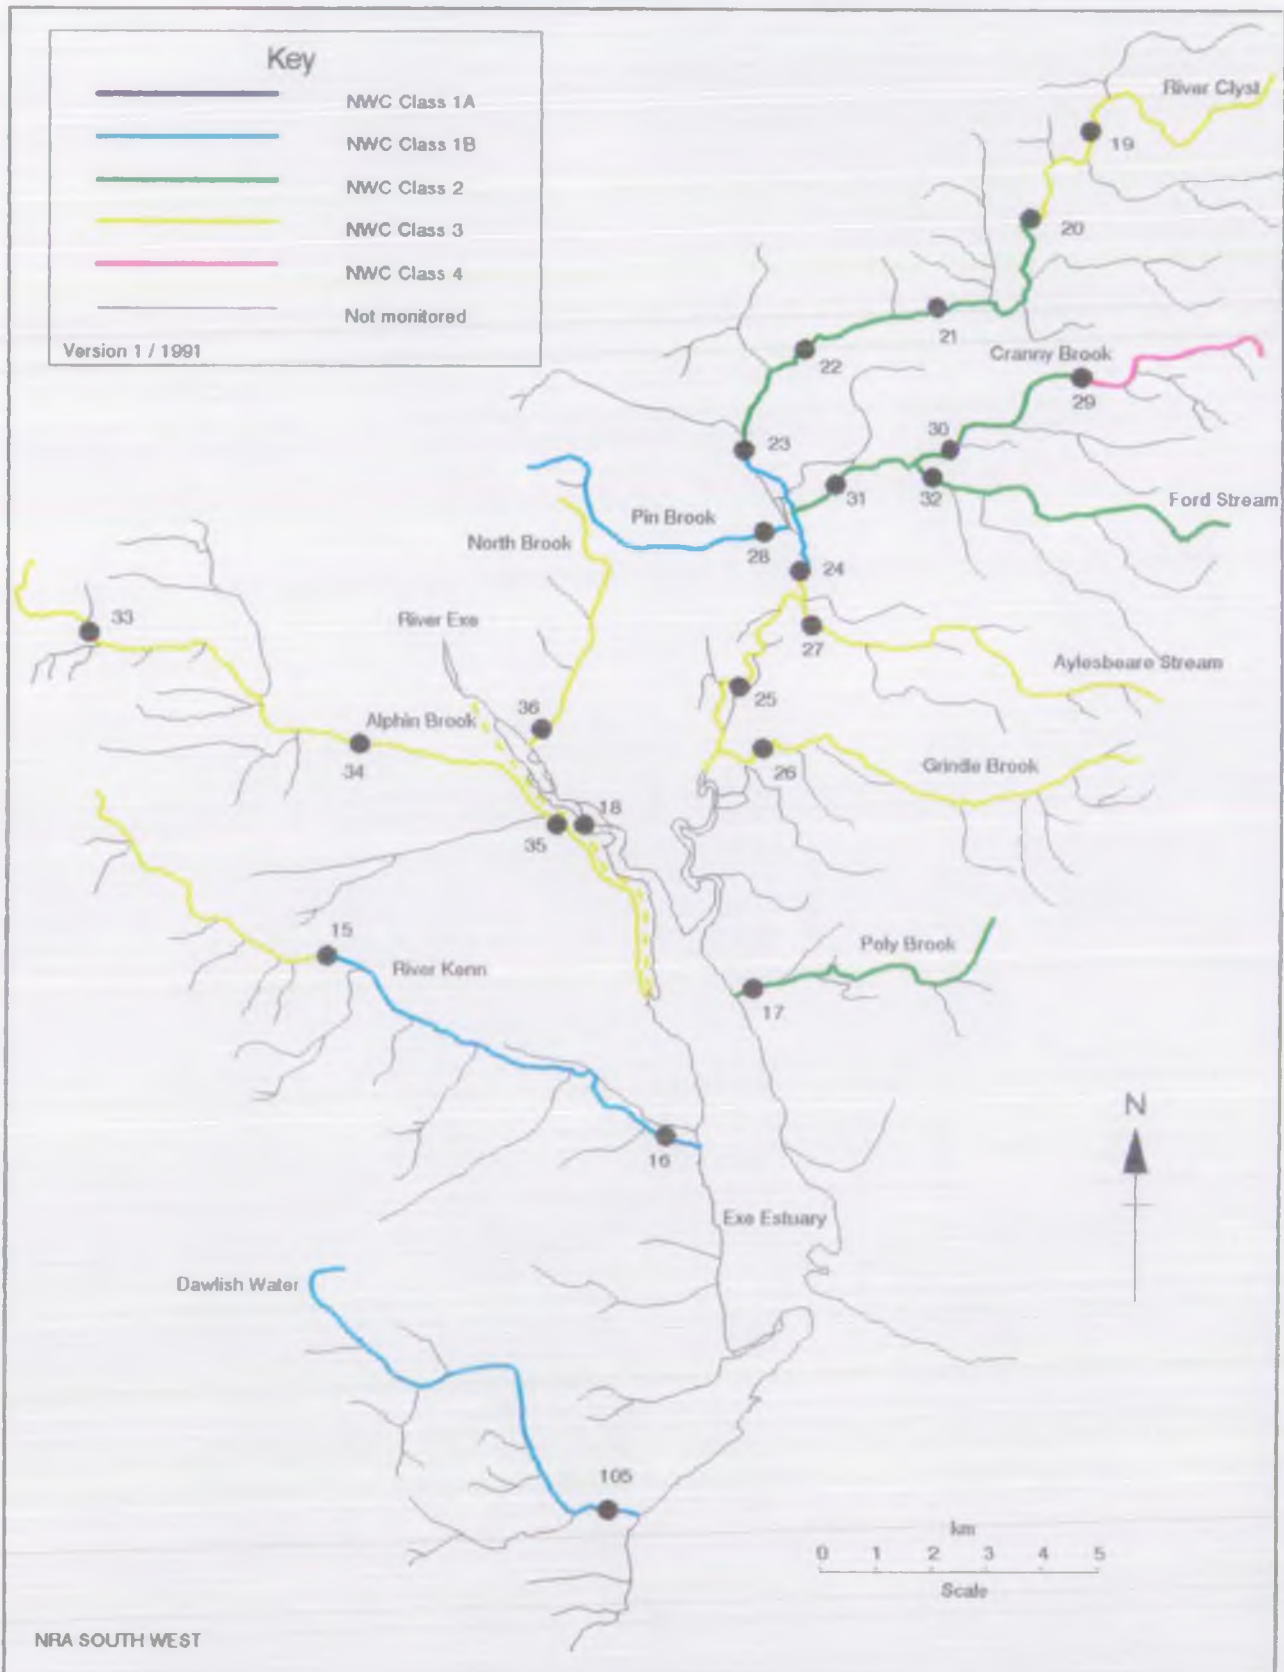 Key
NWC Class 1A
NWC Class 1B
NWC Class 2
NWC Class 3
NWC Class 4
Not monitored
Version 1 / 1991
River Clyst
19
20
21
22
Cranny Brook
29
23
30
31
32
Ford Stream
Pin Brook
28
North Brook
24
33
River Exe
27
Aylesbeare Stream
25
36
Alphin Brook
34
26
Grindle Brook
18
35
15
River Kenn
Poly Brook
17
N
16
Exe Estuary
Dawlish Water
105
km
0 1 2 3 4 5
Scale
NRA SOUTH WEST